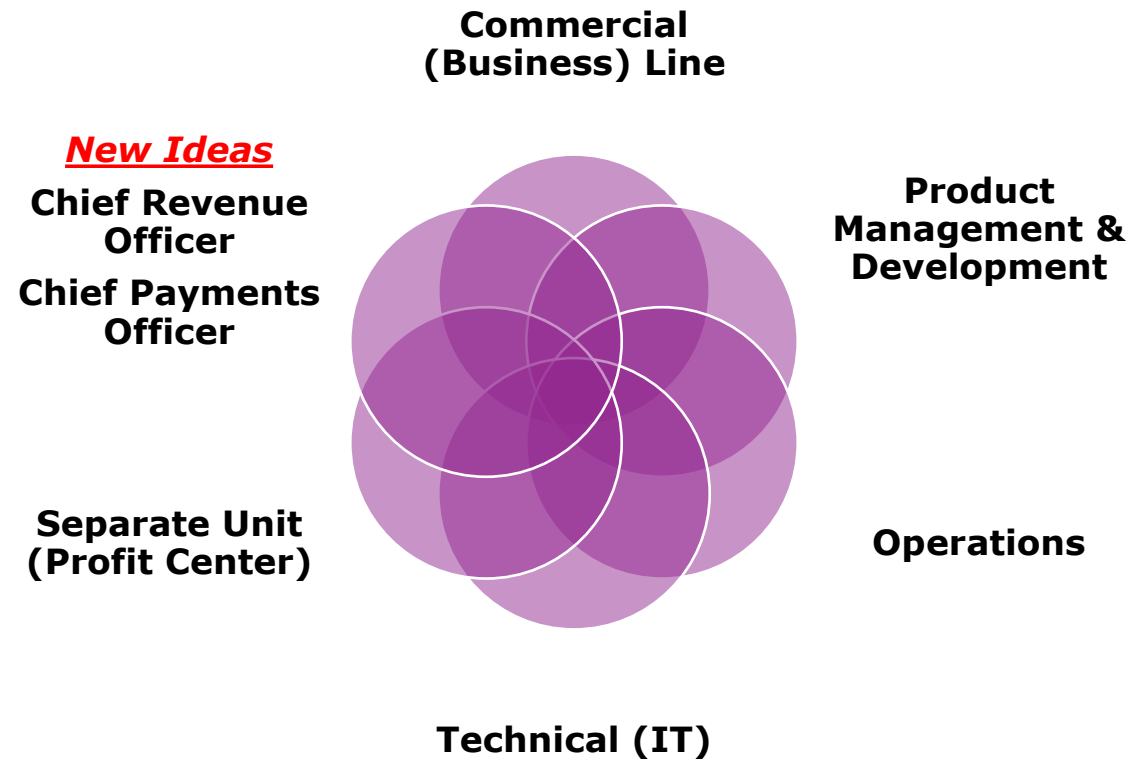 Commercial
(Business) Line
New Ideas
Chief Revenue
Officer
Chief Payments
Officer
Product
Management &
Development
Separate Unit
(Profit Center)
Operations
Technical (IT)